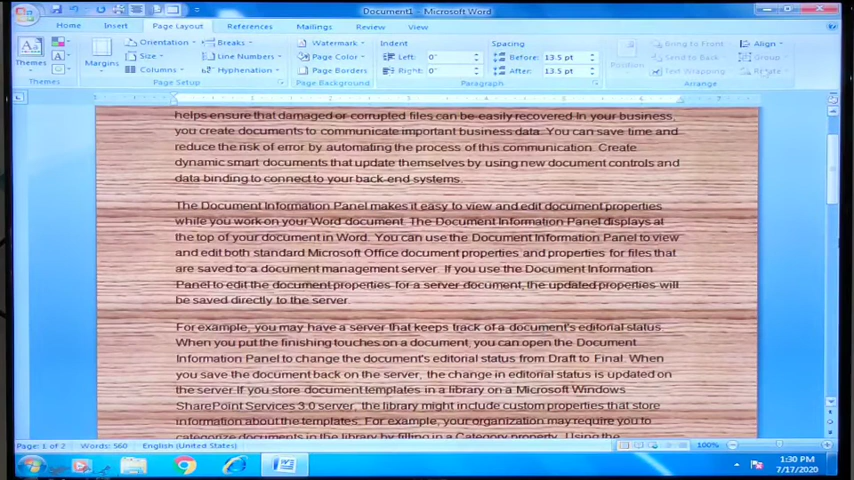 Document1 - Microsoft Word
Home Insert Page Layout References Mailings Review View
Themes
Themes
Margins
Orientation
Size
Columns
Breaks
Line Numbers
Hyphenation
Page Setup
Watermark
Page Color
Page Borders
Page Background
Indent
Left: 0"
Right: 0"
Spacing
Before: 13.5 pt
After: 13.5 pt
Paragraph
Position
Bring to Front
Send to Back
Text Wrapping
Align
Group
Rotate
Arrange
helps ensure that damaged or corrupted files can be easily recovered In your business,
you create documents to communicate important business data. You can save time and
reduce the risk of error by automating the process of this communication. Create
dynamic smart documents that update themselves by using new document controls and
data binding to connect to your back-end systems.
The Document Information Panel makes it easy to view and edit document properties
while you work on your Word document. The Document Information Panel displays at
the top of your document in Word. You can use the Document Information Panel to view
and edit both standard Microsoft Office document properties and properties for files that
are saved to a document management server. If you use the Document Information
Panel to edit the document properties for a server document, the updated properties will
be saved directly to the server.
For example, you may have a server that keeps track of a document's editorial status.
When you put the finishing touches on a document, you can open the Document
Information Panel to change the document's editorial status from Draft to Final. When
you save the document back on the server, the change in editorial status is updated on
the server.If you store document templates in a library on a Microsoft Windows
SharePoint Services 3.0 server, the library might include custom properties that store
information about the templates. For example, your organization may require you to
categorize documents in the library by filling in a Category property. Using the
Page: 1 of 2 Words: 560 English (United States) 100%
1:30 PM
7/17/2020